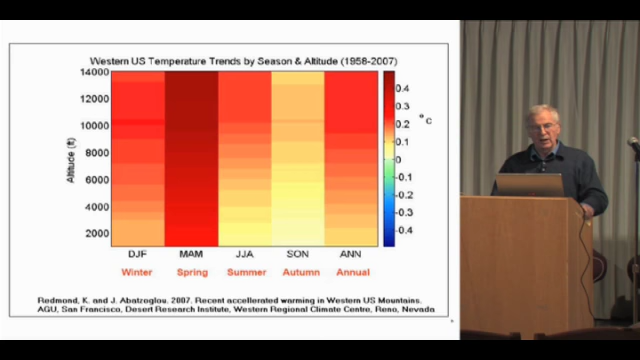 Western US Temperature Trends by Season & Altitude (1958-2007)
14000
12000
10000
8000
6000
4000
2000
Altitude (ft)
0.4
0.3
0.2
0.1
0
-0.1
-0.2
-0.3
-0.4
°C
DJF MAM JJA SON ANN
Winter Spring Summer Autumn Annual
Redmond, K. and J. Abatzoglou. 2007. Recent accellerated warming in Western US Mountains.
AGU, San Francisco, Desert Research Institute, Western Regional Climate Centre, Reno, Nevada